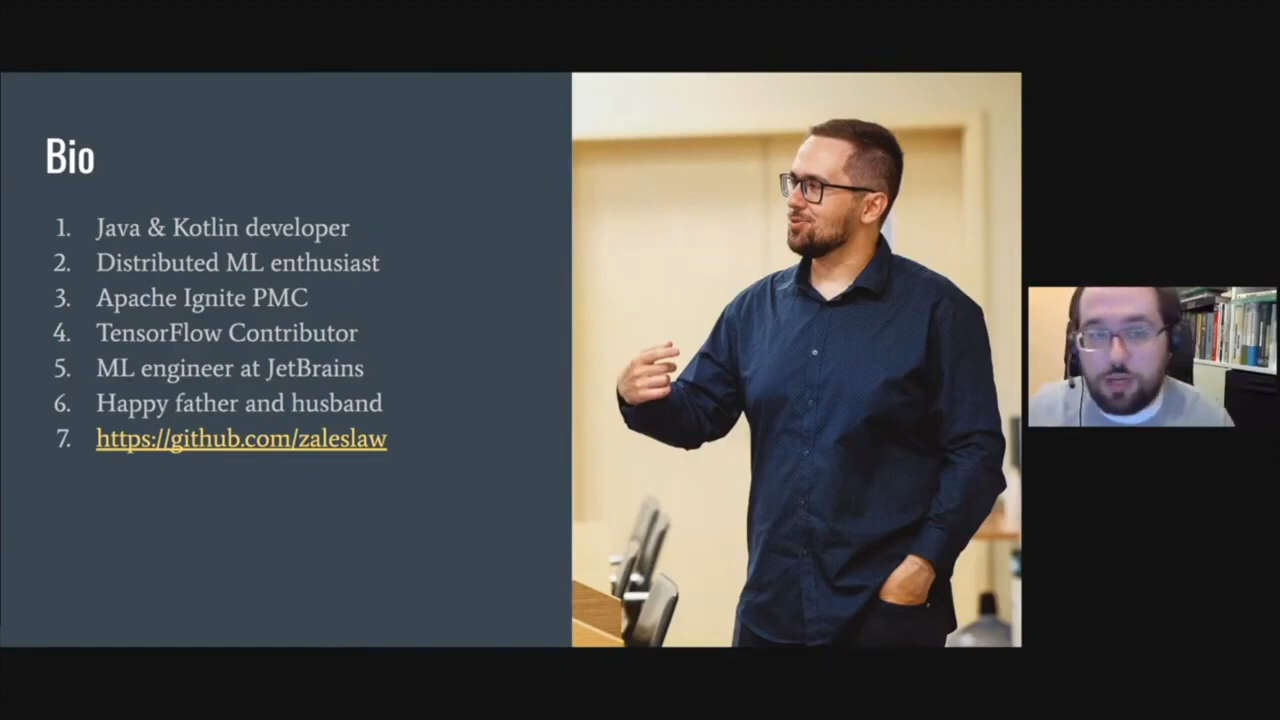 Bio
1. Java & Kotlin developer
2. Distributed ML enthusiast
3. Apache Ignite PMC
4. TensorFlow Contributor
5. ML engineer at JetBrains
6. Happy father and husband
7. https://github.com/zaleslaw